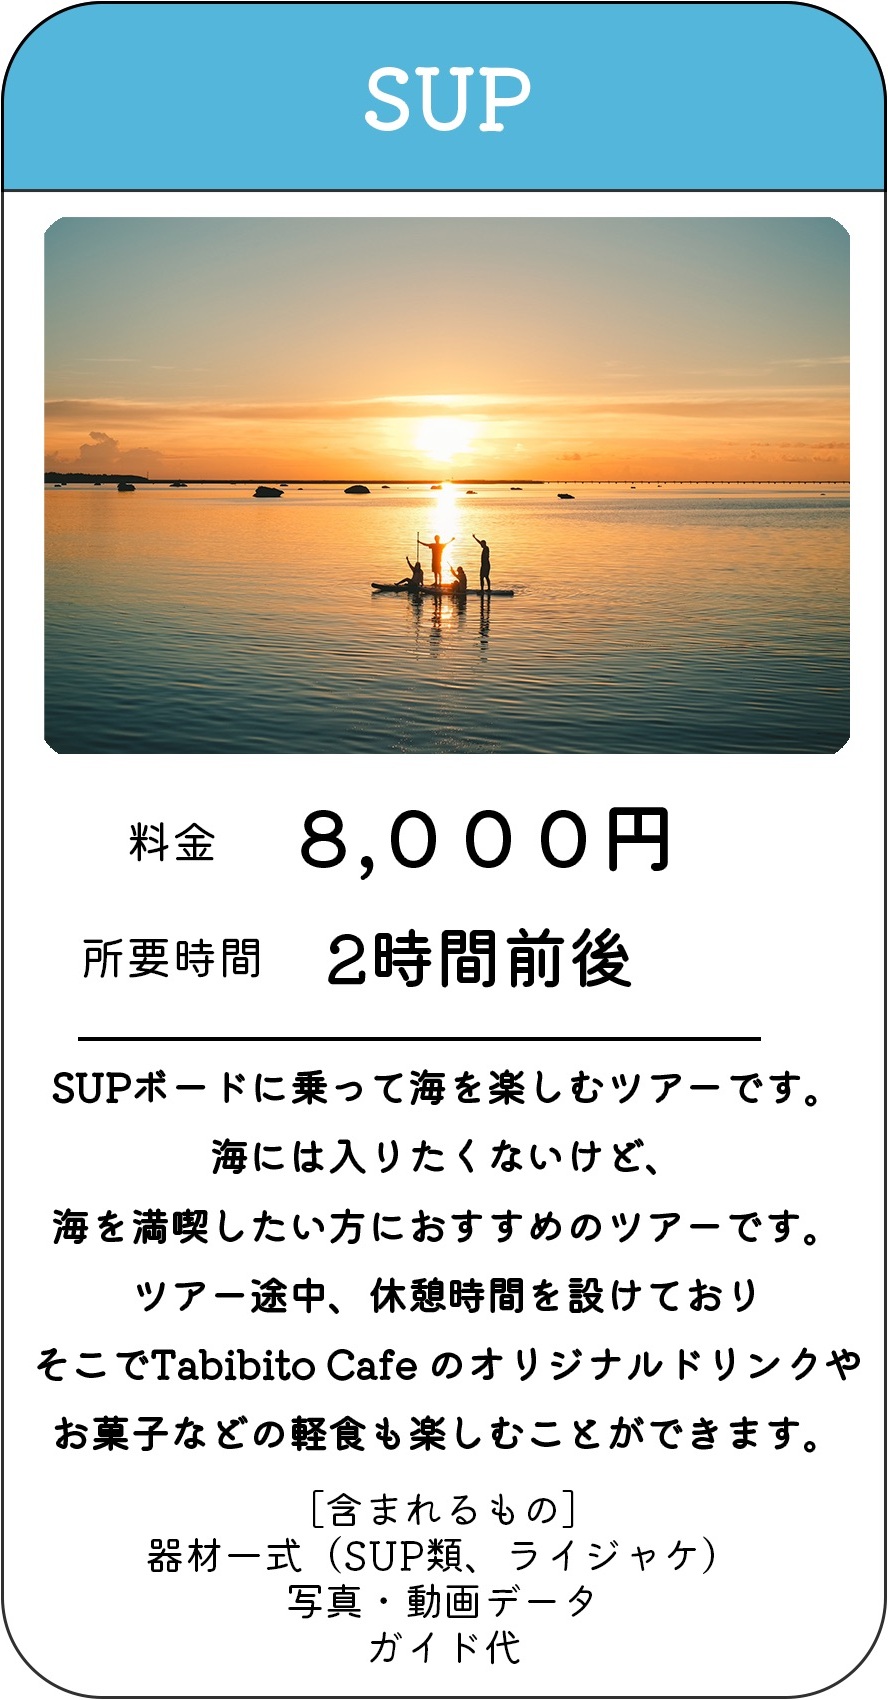 SUP
料金 8,000円
所要時間 2時間前後
SUPボードに乗って海を楽しむツアーです。
海には入りたくないけど、
海を満喫したい方におすすめのツアーです。
ツアー途中、休憩時間を設けており
そこでTabibito Cafe のオリジナルドリンクや
お菓子などの軽食も楽しむことができます。
[含まれるもの]
器材一式（SUP類、ライジャケ）
写真・動画データ
ガイド代